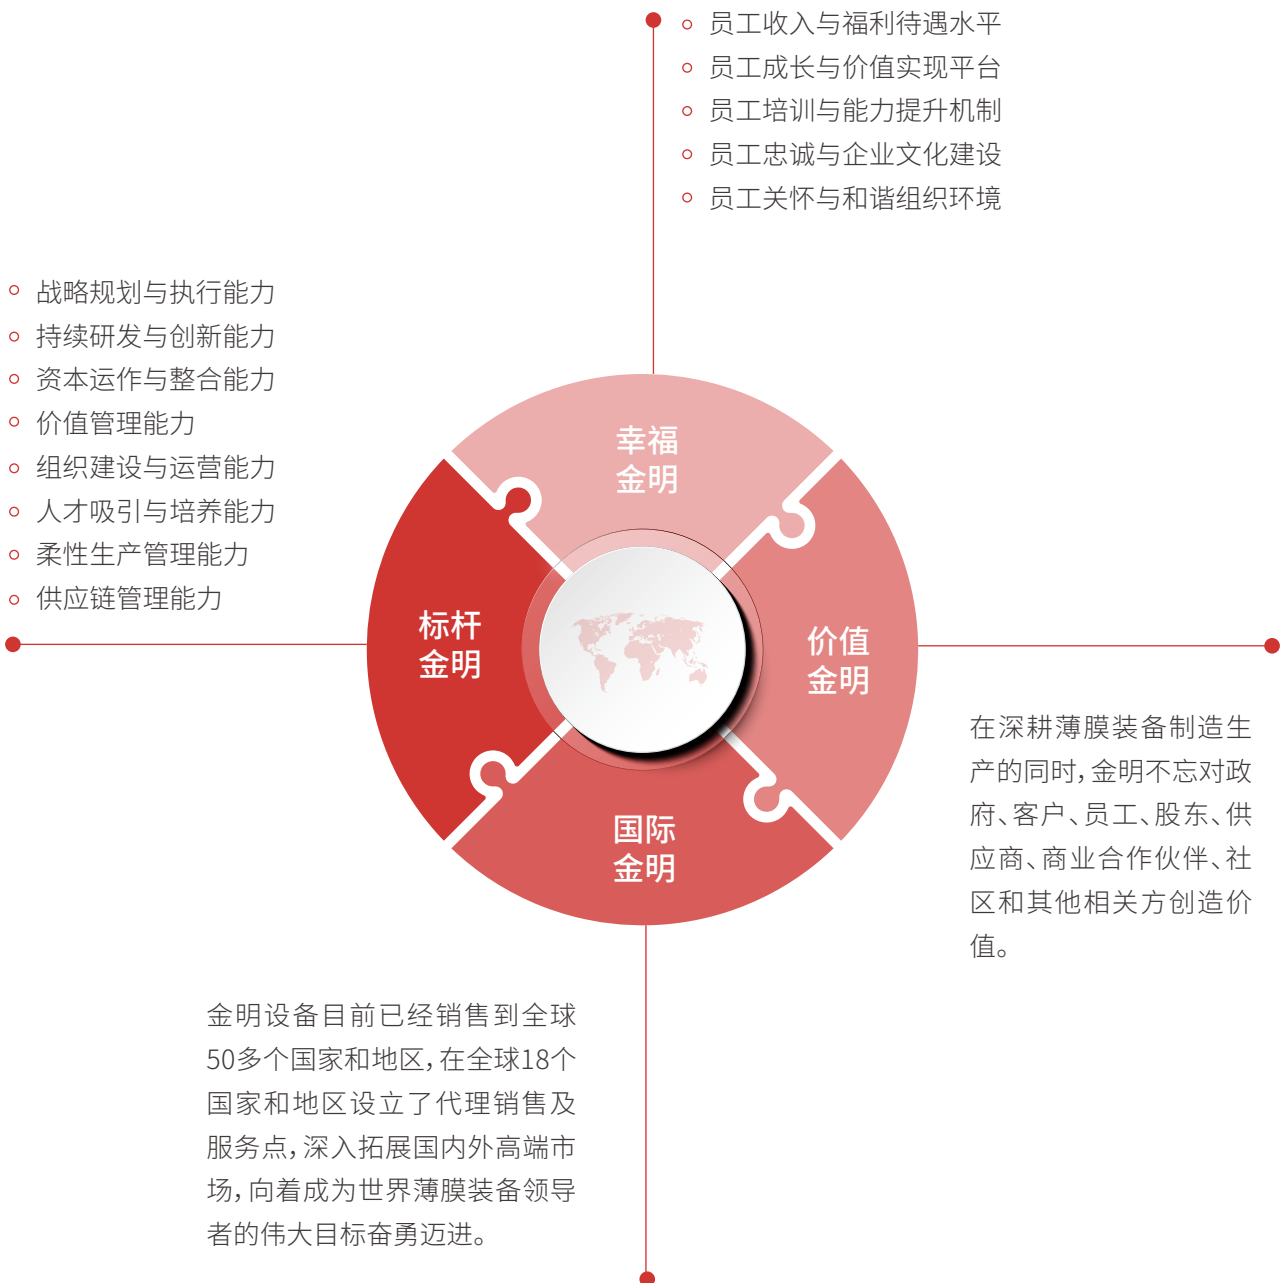 员工收入与福利待遇水平
员工成长与价值实现平台
员工培训与能力提升机制
员工忠诚与企业文化建设
员工关怀与和谐组织环境
战略规划与执行能力
持续研发与创新能力
资本运作与整合能力
价值管理能力
组织建设与运营能力
人才吸引与培养能力
柔性生产管理能力
供应链管理能力
幸福
金明
标杆
金明
价值
金明
国际
金明
在深耕薄膜装备制造生
产的同时，金明不忘对政
府、客户、员工、股东、供
应商、商业合作伙伴、社
区和其他相关方创造价
值。
金明设备目前已经销售到全球
50多个国家和地区，在全球18个
国家和地区设立了代理销售及
服务点，深入拓展国内外高端市
场，向着成为世界薄膜装备领导
者的伟大目标奋勇迈进。